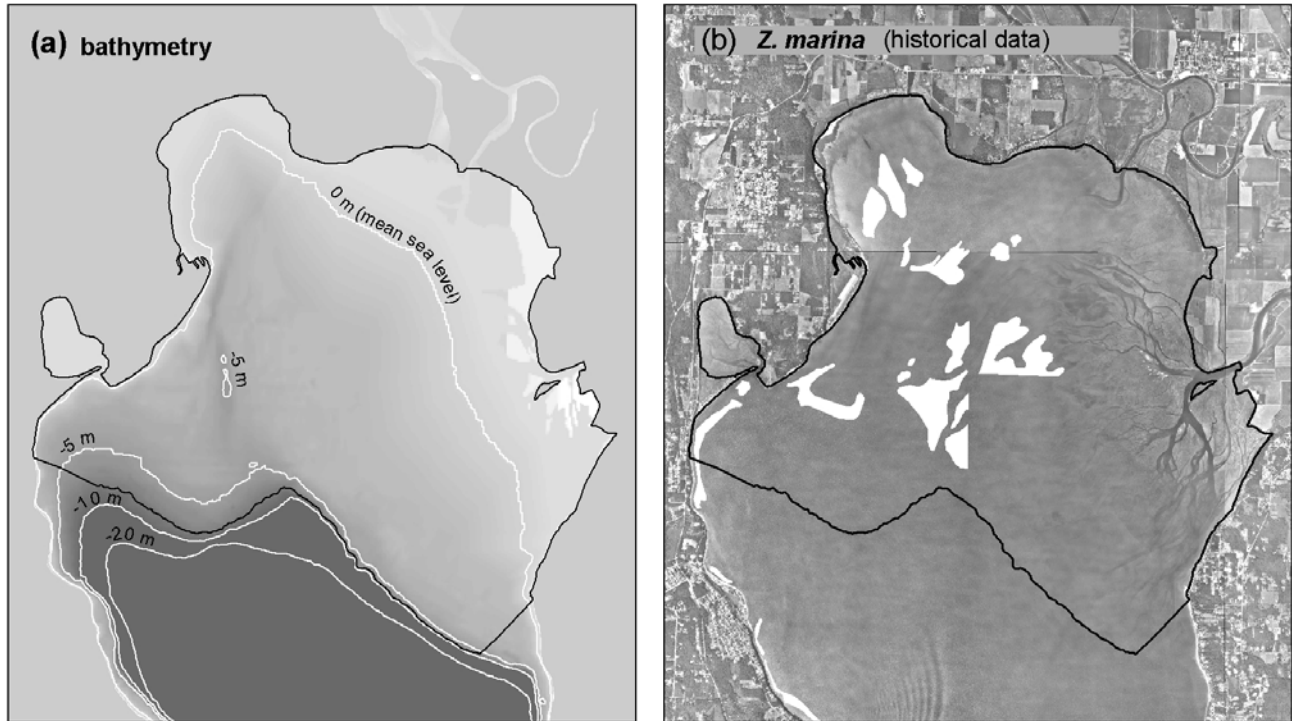 (a) bathymetry
0 m (mean sea level)
-5 m
-5 m
-10 m
-20 m
(b) Z. marina (historical data)